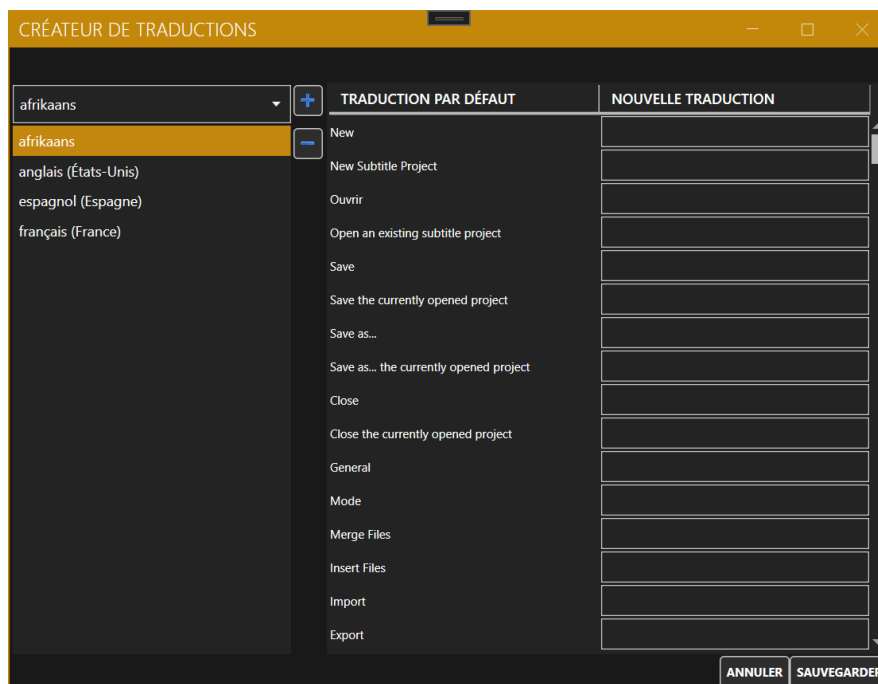 CRÉATEUR DE TRADUCTIONS
afrikaans
afrikaans
anglais (États-Unis)
espagnol (Espagne)
français (France)
TRADUCTION PAR DÉFAUT NOUVELLE TRADUCTION
New
New Subtitle Project
Ouvrir
Open an existing subtitle project
Save
Save the currently opened project
Save as...
Save as... the currently opened project
Close
Close the currently opened project
General
Mode
Merge Files
Insert Files
Import
Export
ANNULER SAUVEGARDER